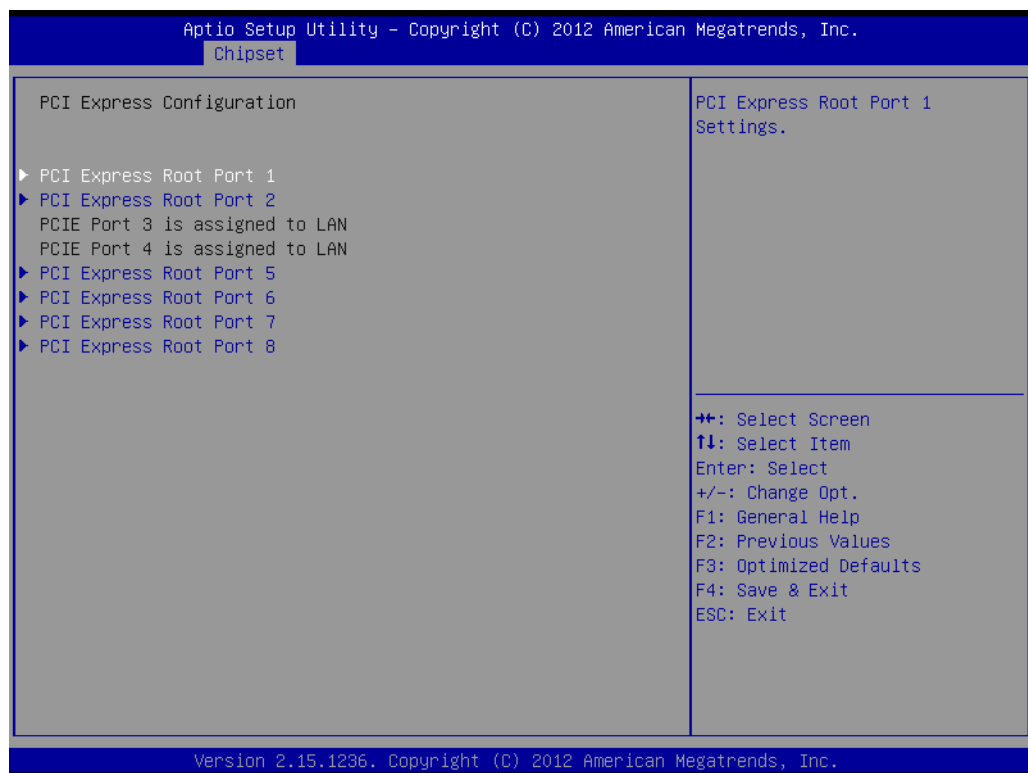 Aptio Setup Utility – Copyright (C) 2012 American Megatrends, Inc.
Chipset
PCI Express Configuration
PCI Express Root Port 1
PCI Express Root Port 2
PCIE Port 3 is assigned to LAN
PCIE Port 4 is assigned to LAN
PCI Express Root Port 5
PCI Express Root Port 6
PCI Express Root Port 7
PCI Express Root Port 8
PCI Express Root Port 1
Settings.
→←: Select Screen
↑↓: Select Item
Enter: Select
+/-: Change Opt.
F1: General Help
F2: Previous Values
F3: Optimized Defaults
F4: Save & Exit
ESC: Exit
Version 2.15.1236. Copyright (C) 2012 American Megatrends, Inc.